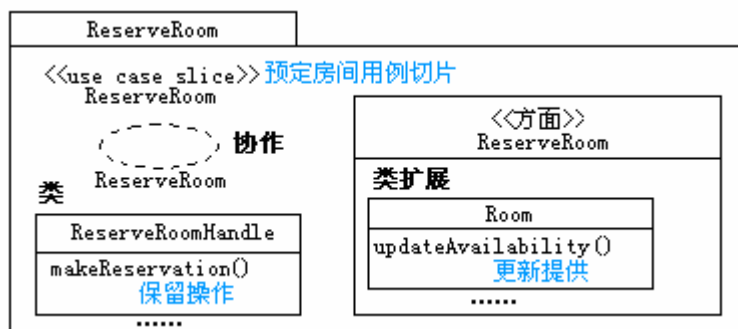 ReserveRoom
<<use case slice>> 预定房间用例切片
ReserveRoom
协作
ReserveRoom
类
ReserveRoomHandle
makeReservation()
保留操作
……
<<方面>>
ReserveRoom
类扩展
Room
updateAvailability()
更新提供
……